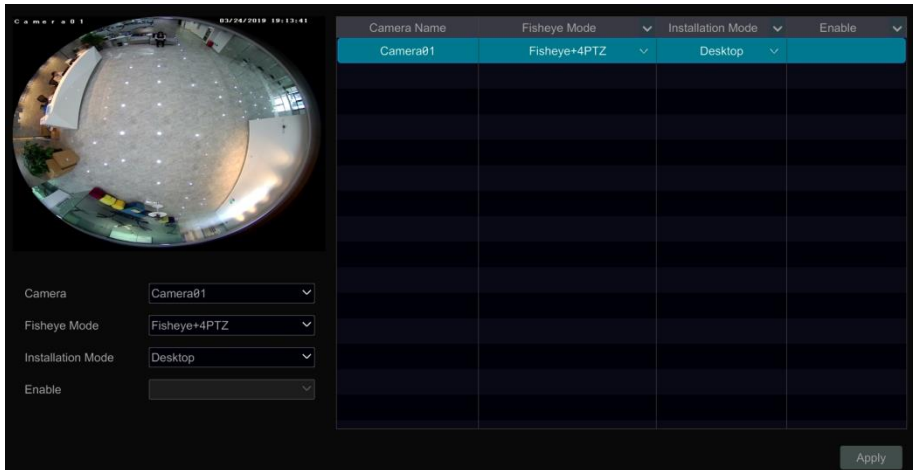 Camera01 03/24/2018 19:13:41
Camera Name Fisheye Mode Installation Mode Enable
Camera01 Fisheye+4PTZ Desktop
Camera Camera01
Fisheye Mode Fisheye+4PTZ
Installation Mode Desktop
Enable
Apply